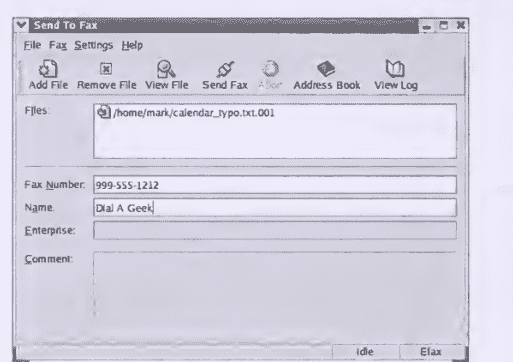 Send To Fax
File Fax Settings Help
Add File Remove File View File Send Fax Abort Address Book View Log
Files: /home/mark/calendar_typo.txt.001
Fax Number: 999-555-1212
Name: Dial A Geek
Enterprise:
Comment:
Idle Efax